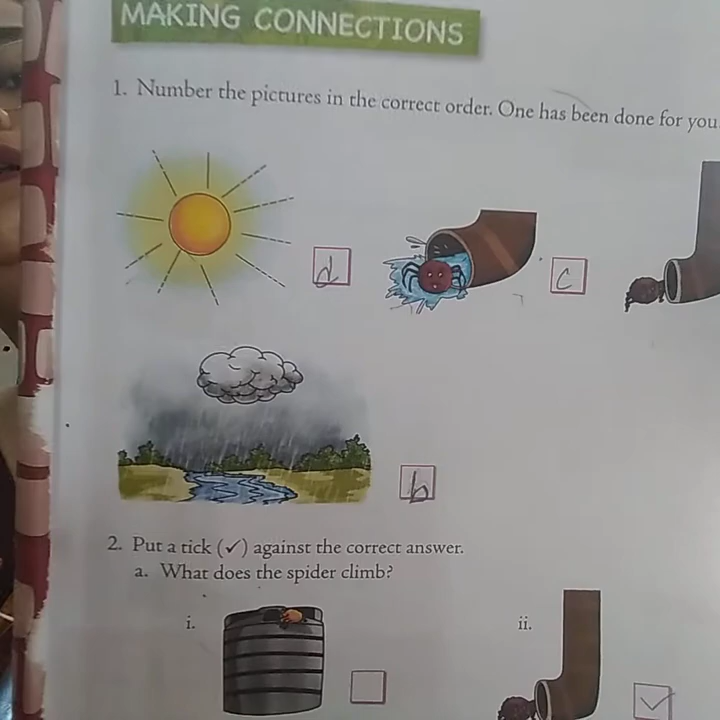 MAKING CONNECTIONS
1. Number the pictures in the correct order. One has been done for you
d
c
b
2. Put a tick (✓) against the correct answer.
a. What does the spider climb?
i.
ii.
✓